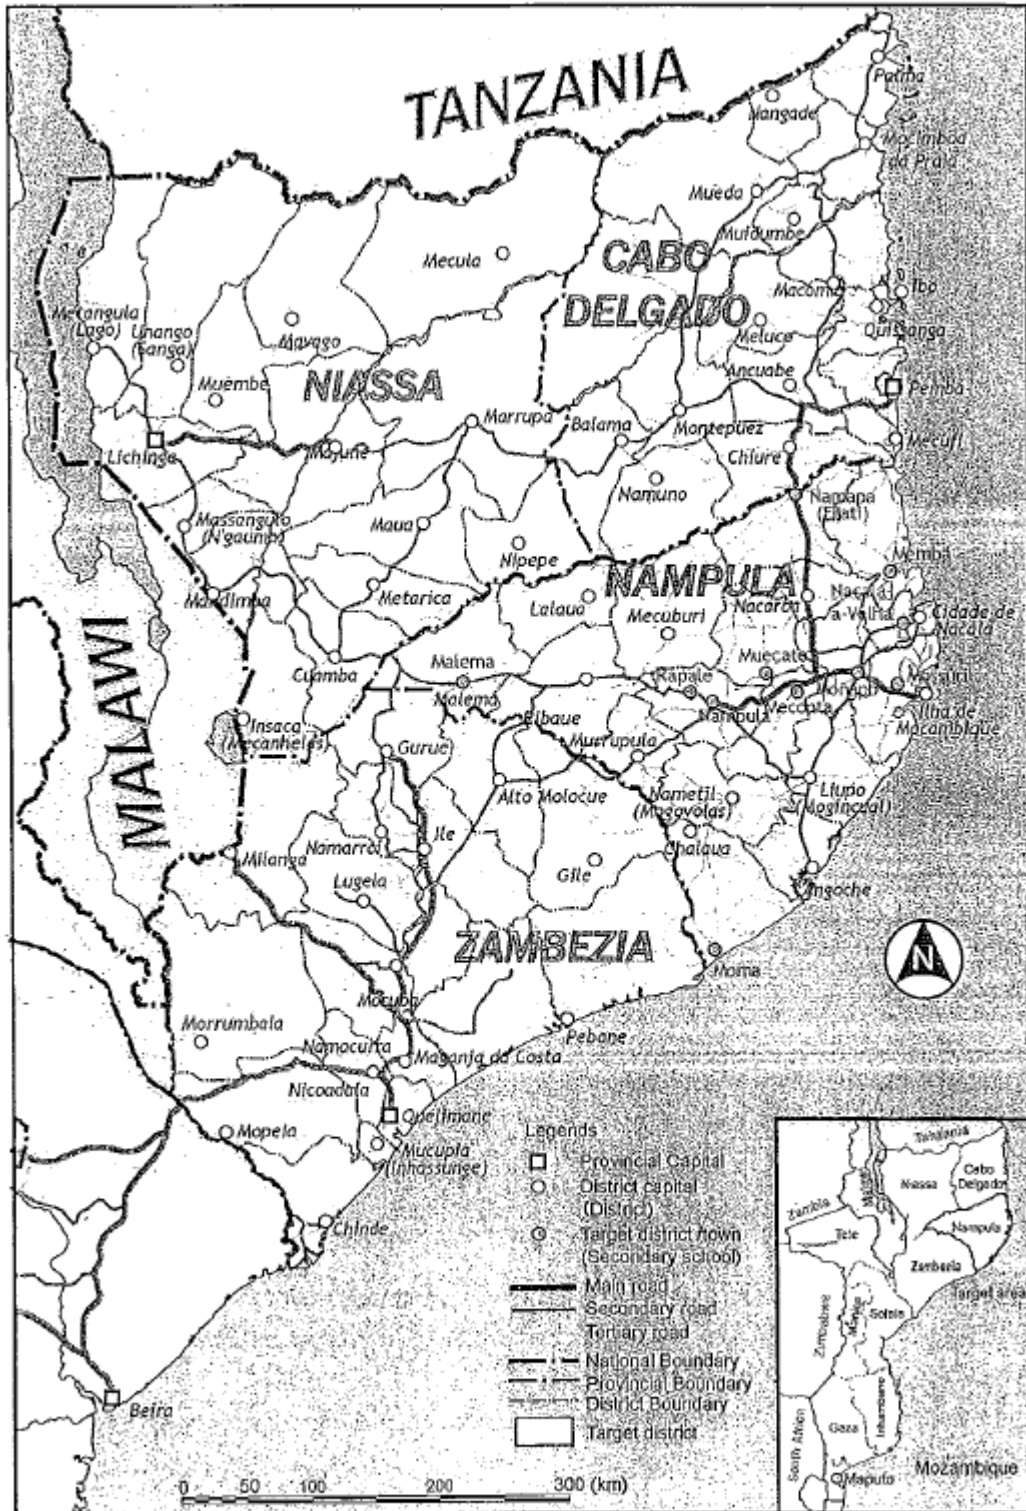 TANZANIA
Palma
Nangade
Mocimboa
da Praia
Mueda
Muidumbe
CABO
DELGADO
Mecula
Macomia
Ibo
Quissanga
Metangula
(Lago)
Unango
(Sanga)
Mavago
Meluco
Muembe
NIASSA
Ancuabe
Pemba
Marrupa
Balama
Montepuez
Mecufi
Lichinga
Majune
Chiure
Namuno
Namapa
(Erati)
Massangulo
(N'gauma)
Maua
Nipepe
Memba
NAMPULA
Mandimba
Metarica
Lalaua
Mecuburi
Nacaroa
Nacala-
a-Velha
Cidade de
Nacala
MALAWI
Cuamba
Malema
Malema
Muecate
Rapale
Monapo
Mossuril
Nampula
Meconta
Ilha de
Mocambique
Insaca
(Mecanhelas)
Ribaue
Gurue
Murrupula
Alto Molocue
Nametil
(Mogovolas)
Liupo
(Mogincual)
Namarroi
Ile
Chalaua
Milange
Lugela
Gile
Angoche
ZAMBEZIA
N
Moma
Mocuba
Pebane
Morrumbala
Namacurra
Maganja da Costa
Nicoadala
Quelimane
Mopeia
Mucupia
(Inhassunge)
Chinde
Beira
Legends
Provincial Capital
District capital
(District)
Target district town
(Secondary school)
Main road
Secondary road
Tertiary road
National Boundary
Provincial Boundary
District Boundary
Target district
0 50 100 200 300 (km)
Tanzania
Cabo
Delgado
Niassa
Malawi
Zambia
Tete
Nampula
Zambezia
Target area
Zimbabwe
Manica
Sofala
Inhambane
Gaza
South African
Maputo
Mozambique